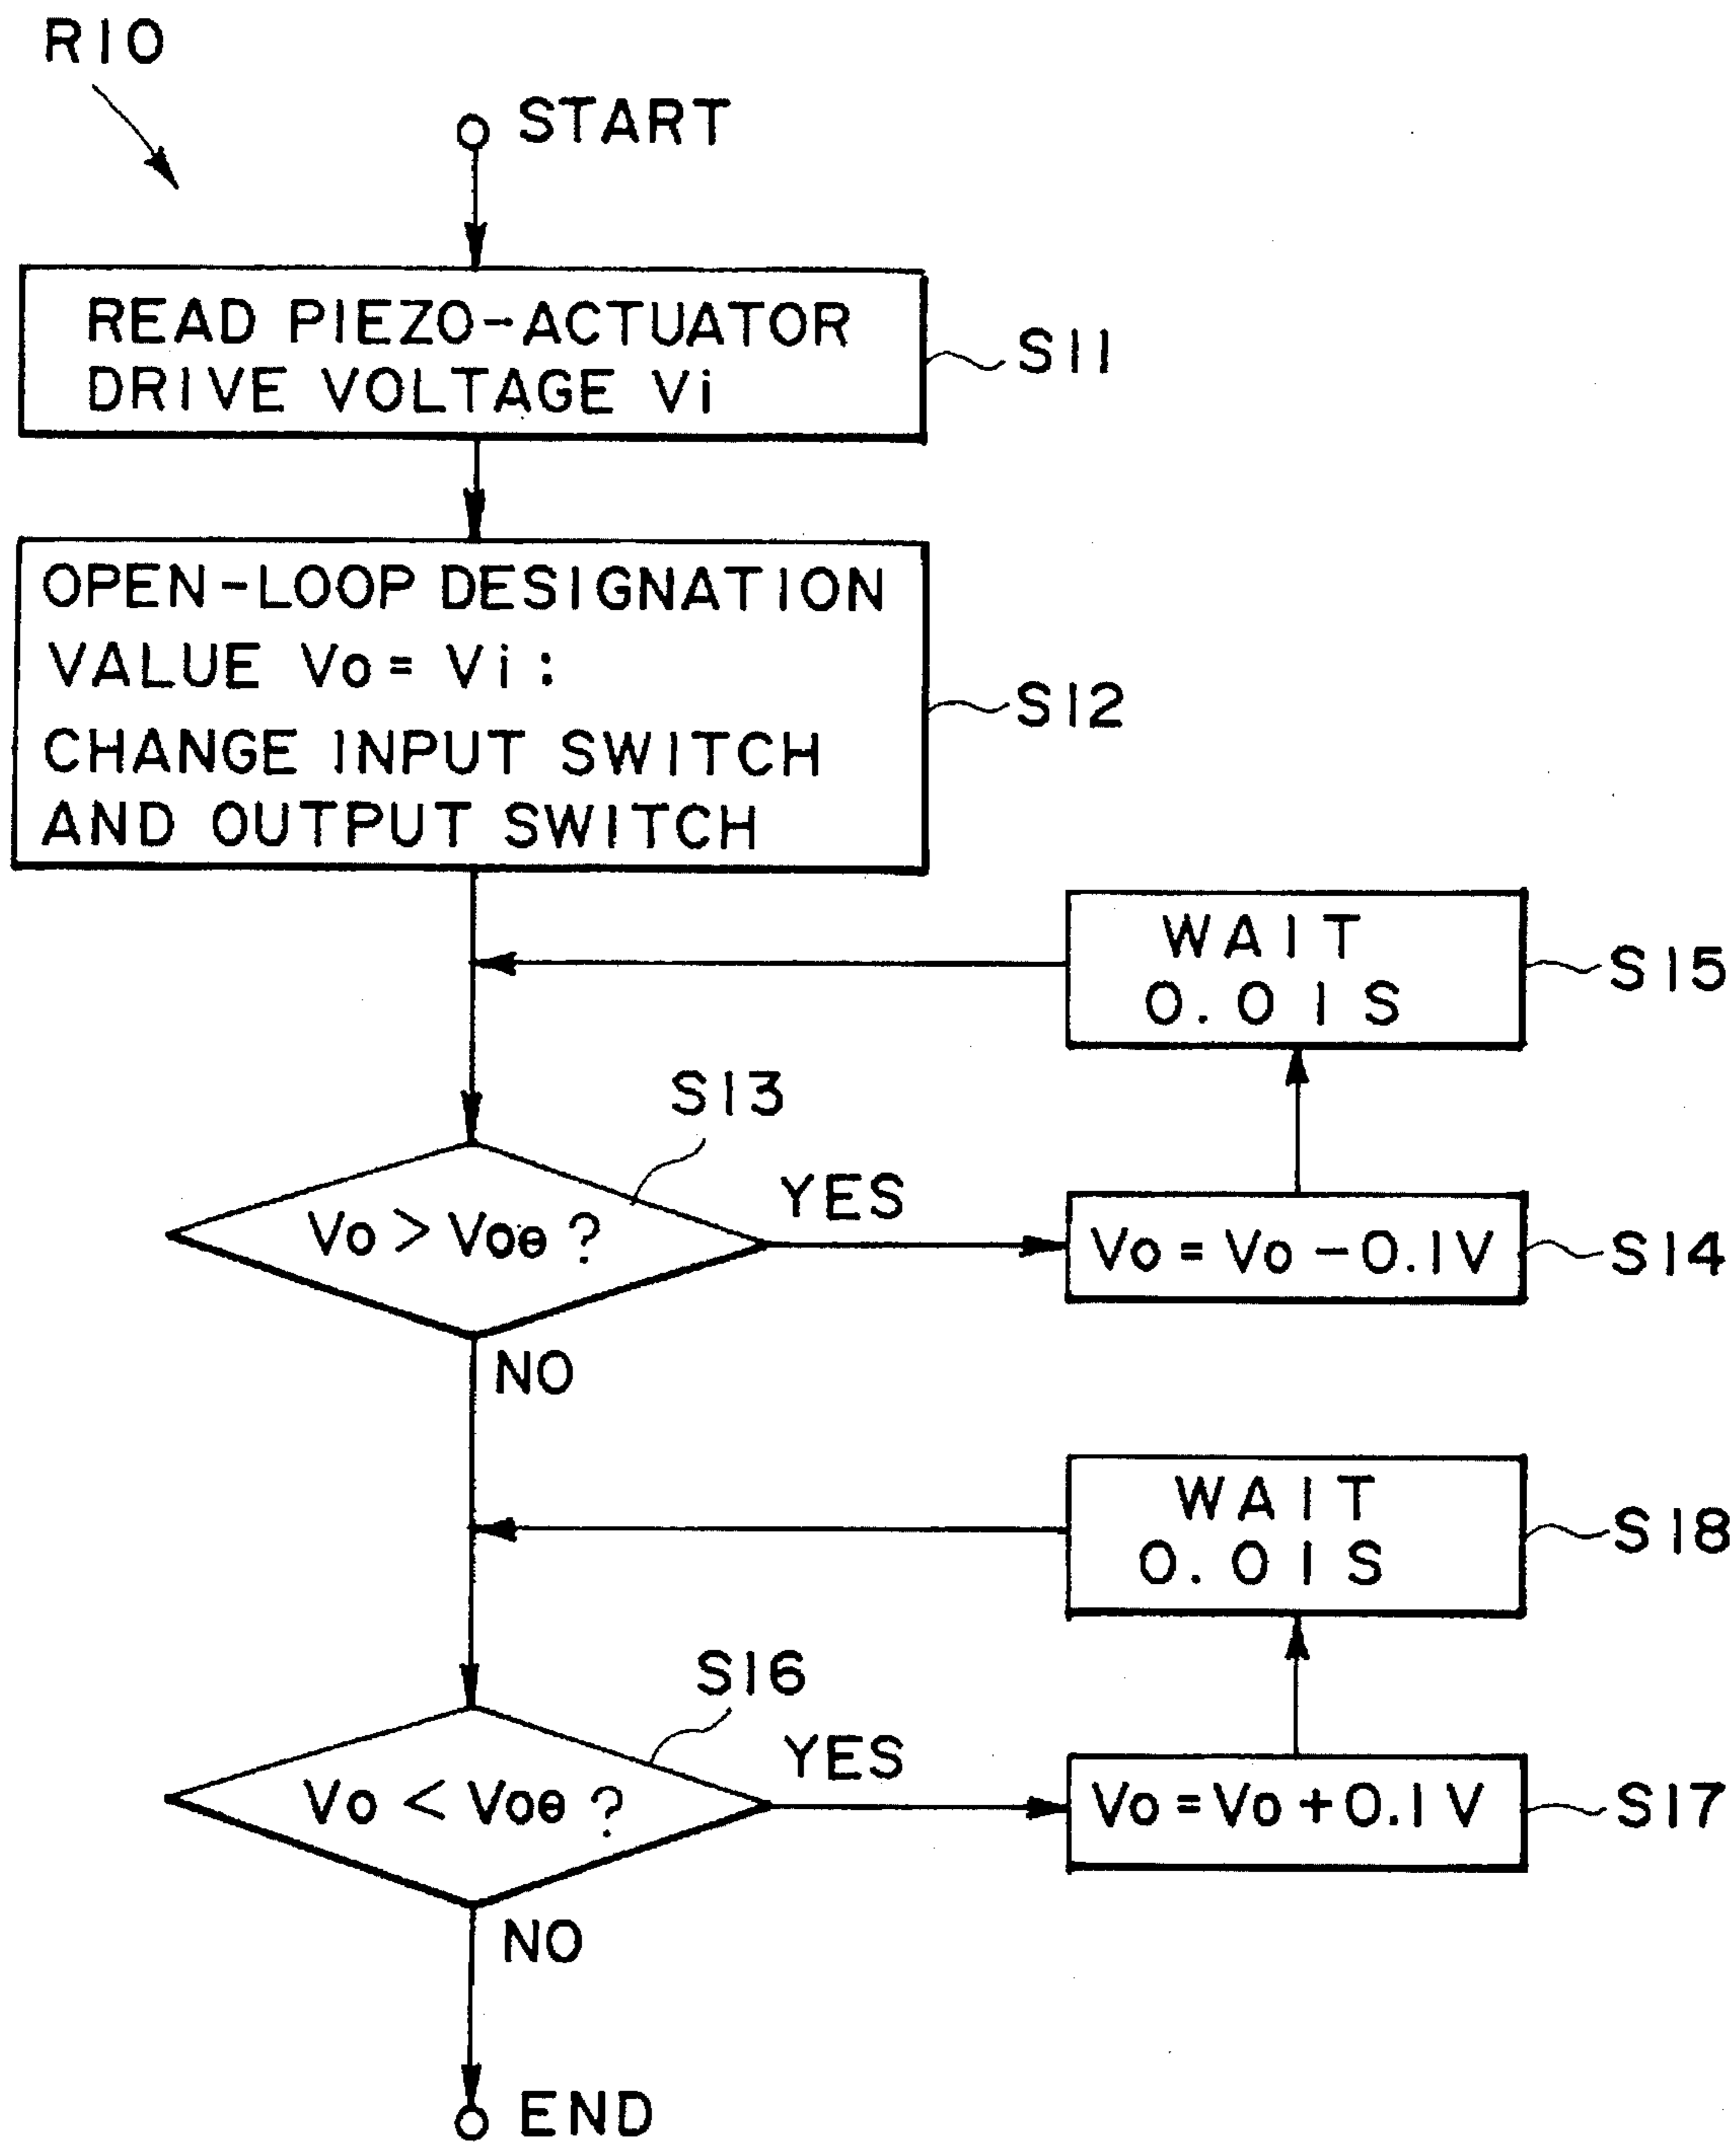 R10
START
READ PIEZO-ACTUATOR
DRIVE VOLTAGE Vi
S11
OPEN-LOOP DESIGNATION
VALUE Vo = Vi :
CHANGE INPUT SWITCH
AND OUTPUT SWITCH
S12
WAIT
0.01S
S15
S13
Vo > Voθ ?
YES
Vo = Vo - 0.1V
S14
NO
WAIT
0.01S
S18
S16
Vo < Voθ ?
YES
Vo = Vo + 0.1V
S17
NO
END